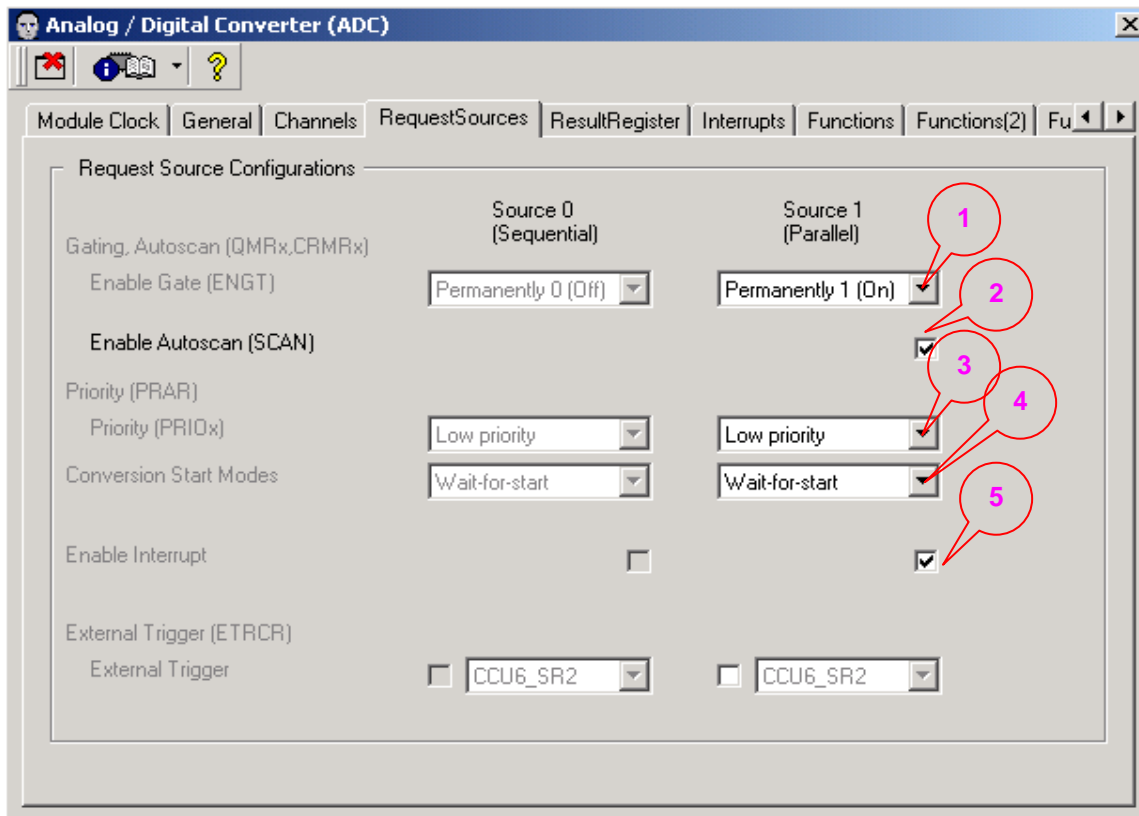 Analog / Digital Converter (ADC)
Module Clock General Channels RequestSources ResultRegister Interrupts Functions Functions(2) Fu
Request Source Configurations
Source 0 Source 1
(Sequential) (Parallel)
1
Gating, Autoscan (QMRx,CRMRx)
Enable Gate (ENGT) Permanently 0 (Off) Permanently 1 (On)
2
Enable Autoscan (SCAN)
3
Priority (PRAR)
4
Priority (PRIOx) Low priority Low priority
Conversion Start Modes Wait-for-start Wait-for-start
5
Enable Interrupt
External Trigger (ETRCR)
External Trigger CCU6_SR2 CCU6_SR2